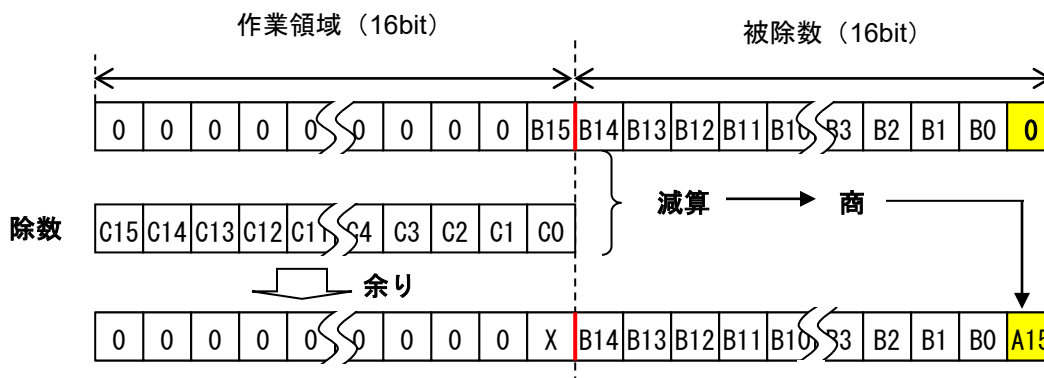 作業領域（16bit） 被除数（16bit）
0 0 0 0 0 0 0 0 0 B15 B14 B13 B12 B11 B10 B3 B2 B1 B0 0
減算 商
除数 C15 C14 C13 C12 C11 C4 C3 C2 C1 C0
余り
0 0 0 0 0 0 0 0 0 X B14 B13 B12 B11 B10 B3 B2 B1 B0 A15